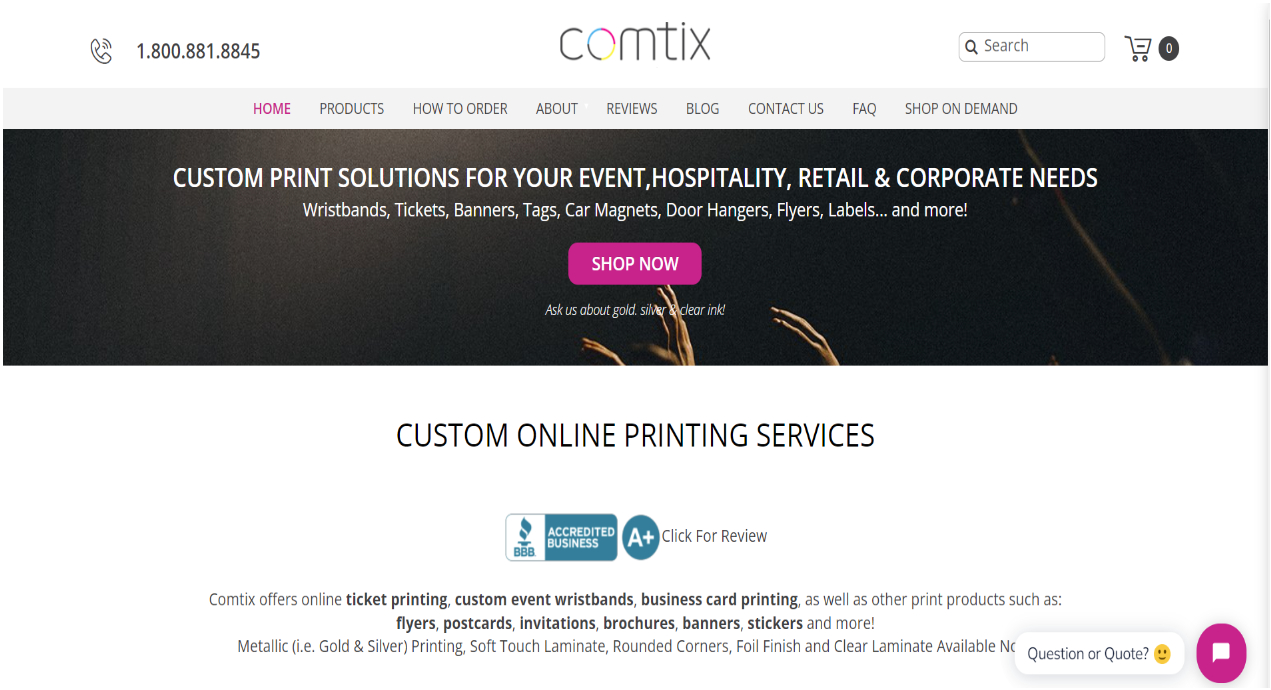 1.800.881.8845
comtix
Search
0
HOME PRODUCTS HOW TO ORDER ABOUT REVIEWS BLOG CONTACT US FAQ SHOP ON DEMAND
CUSTOM PRINT SOLUTIONS FOR YOUR EVENT,HOSPITALITY, RETAIL & CORPORATE NEEDS
Wristbands, Tickets, Banners, Tags, Car Magnets, Door Hangers, Flyers, Labels... and more!
SHOP NOW
Ask us about gold. silver & clear ink!
CUSTOM ONLINE PRINTING SERVICES
BBB. ACCREDITED BUSINESS A+ Click For Review
Comtix offers online ticket printing, custom event wristbands, business card printing, as well as other print products such as:
flyers, postcards, invitations, brochures, banners, stickers and more!
Metallic (i.e. Gold & Silver) Printing, Soft Touch Laminate, Rounded Corners, Foil Finish and Clear Laminate Available
Question or Quote?